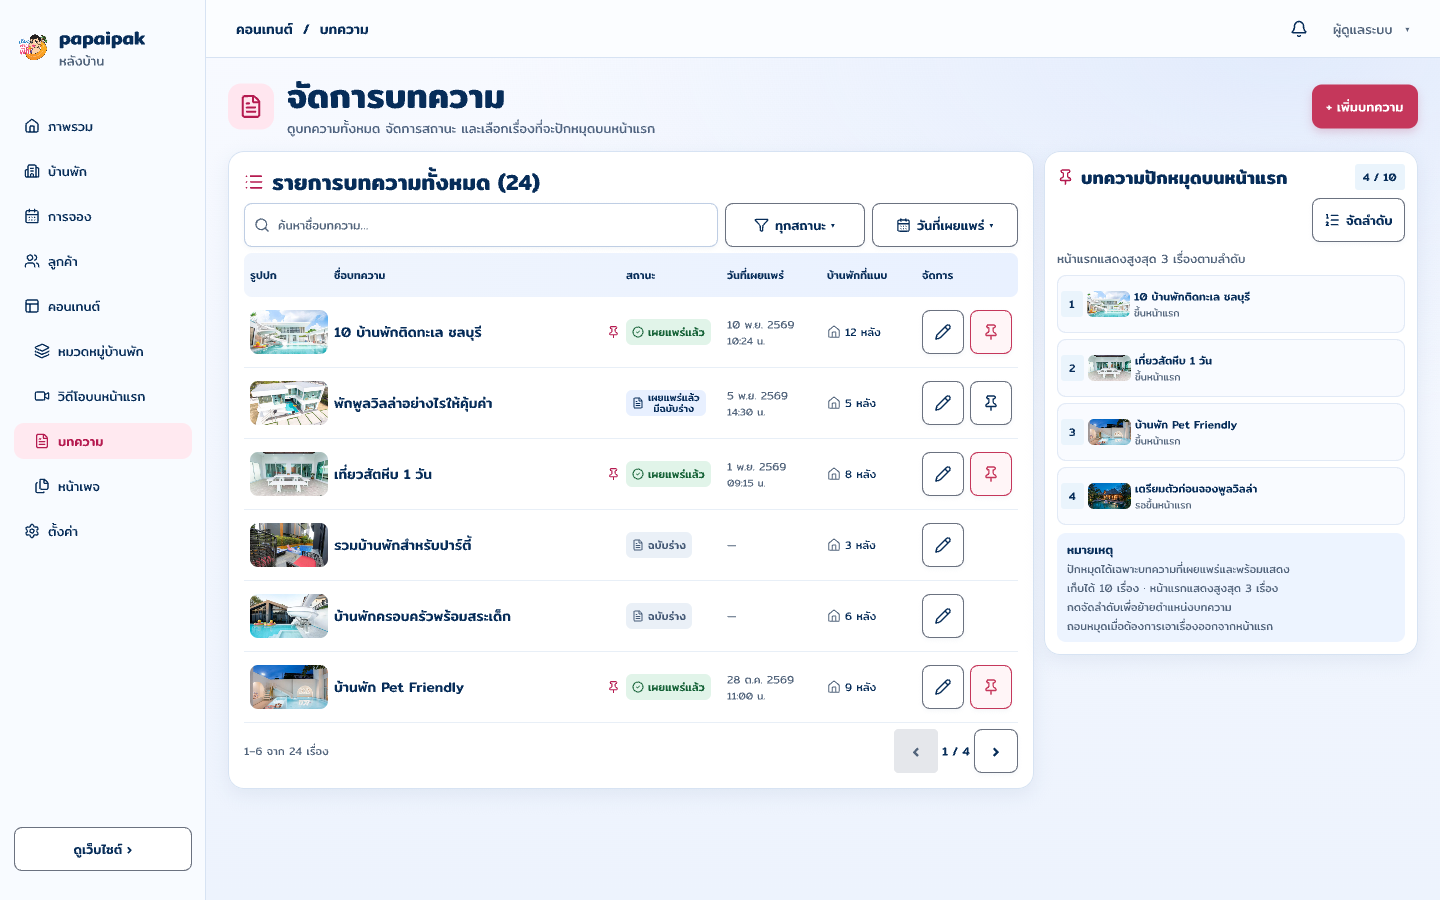 papaipak
หลังบ้าน
ภาพรวม
บ้านพัก
การจอง
ลูกค้า
คอนเทนต์
หมวดหมู่บ้านพัก
วิดีโอบนหน้าแรก
บทความ
หน้าเพจ
ตั้งค่า
ดูเว็บไซต์ ›
คอนเทนต์ / บทความ
ผู้ดูแลระบบ ▾
จัดการบทความ
ดูบทความทั้งหมด จัดการสถานะ และเลือกเรื่องที่จะปักหมุดบนหน้าแรก
+ เพิ่มบทความ
รายการบทความทั้งหมด (24)
ค้นหาชื่อบทความ...
ทุกสถานะ ▾
วันที่เผยแพร่ ▾
รูปปก ชื่อบทความ สถานะ วันที่เผยแพร่ บ้านพักที่แนบ จัดการ
10 บ้านพักติดทะเล ชลบุรี
เผยแพร่แล้ว
10 พ.ย. 2569
10:24 น.
12 หลัง
พักพูลวิลล่าอย่างไรให้คุ้มค่า
เผยแพร่แล้ว
มีฉบับร่าง
5 พ.ย. 2569
14:30 น.
5 หลัง
เที่ยวสัตหีบ 1 วัน
เผยแพร่แล้ว
1 พ.ย. 2569
09:15 น.
8 หลัง
รวมบ้านพักสำหรับปาร์ตี้
ฉบับร่าง
—
3 หลัง
บ้านพักครอบครัวพร้อมสระเด็ก
ฉบับร่าง
—
6 หลัง
บ้านพัก Pet Friendly
เผยแพร่แล้ว
28 ต.ค. 2569
11:00 น.
9 หลัง
1–6 จาก 24 เรื่อง
‹ 1 / 4 ›
บทความปักหมุดบนหน้าแรก
4 / 10
จัดลำดับ
หน้าแรกแสดงสูงสุด 3 เรื่องตามลำดับ
1
10 บ้านพักติดทะเล ชลบุรี
ขึ้นหน้าแรก
2
เที่ยวสัตหีบ 1 วัน
ขึ้นหน้าแรก
3
บ้านพัก Pet Friendly
ขึ้นหน้าแรก
4
เตรียมตัวก่อนจองพูลวิลล่า
รอขึ้นหน้าแรก
หมายเหตุ
ปักหมุดได้เฉพาะบทความที่เผยแพร่และพร้อมแสดง
เก็บได้ 10 เรื่อง · หน้าแรกแสดงสูงสุด 3 เรื่อง
กดจัดลำดับเพื่อย้ายตำแหน่งบทความ
ถอนหมุดเมื่อต้องการเอาเรื่องออกจากหน้าแรก